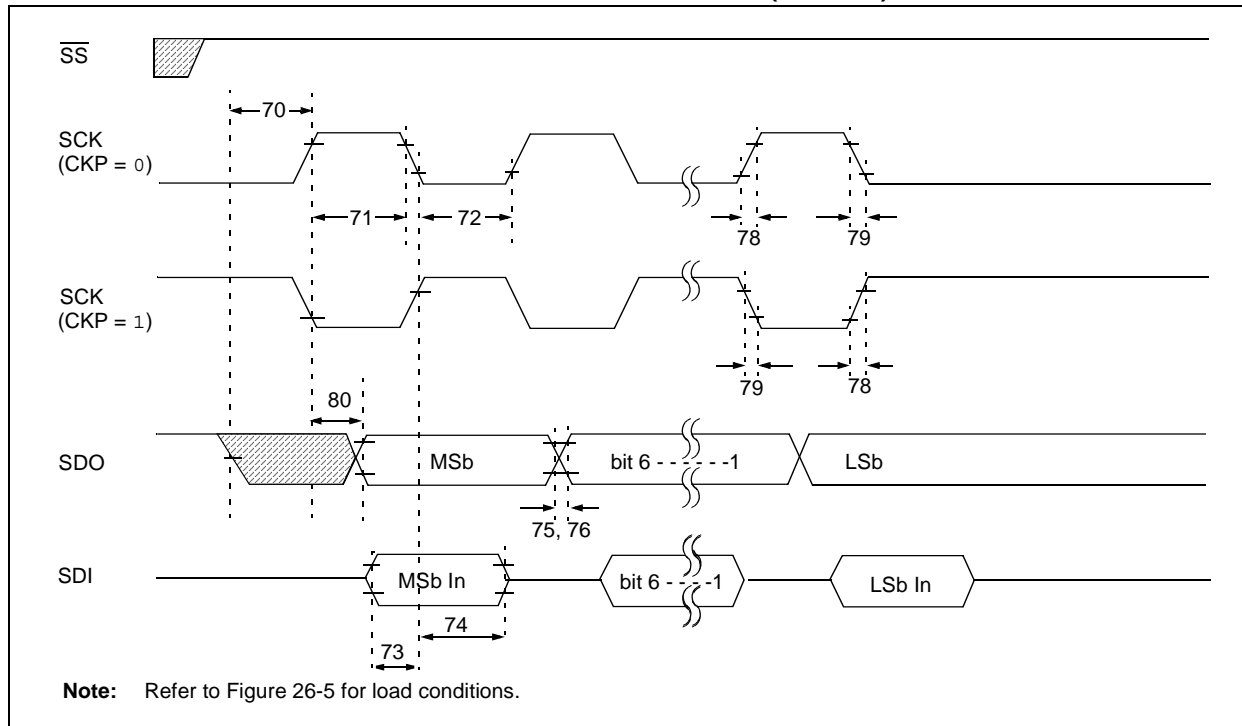 SS
70
SCK
(CKP = 0)
71
72
78
79
SCK
(CKP = 1)
79
78
80
SDO
MSb
bit 6 - - - - - -1
LSb
75, 76
SDI
MSb In
bit 6 - - - -1
LSb In
74
73
Note: Refer to Figure 26-5 for load conditions.